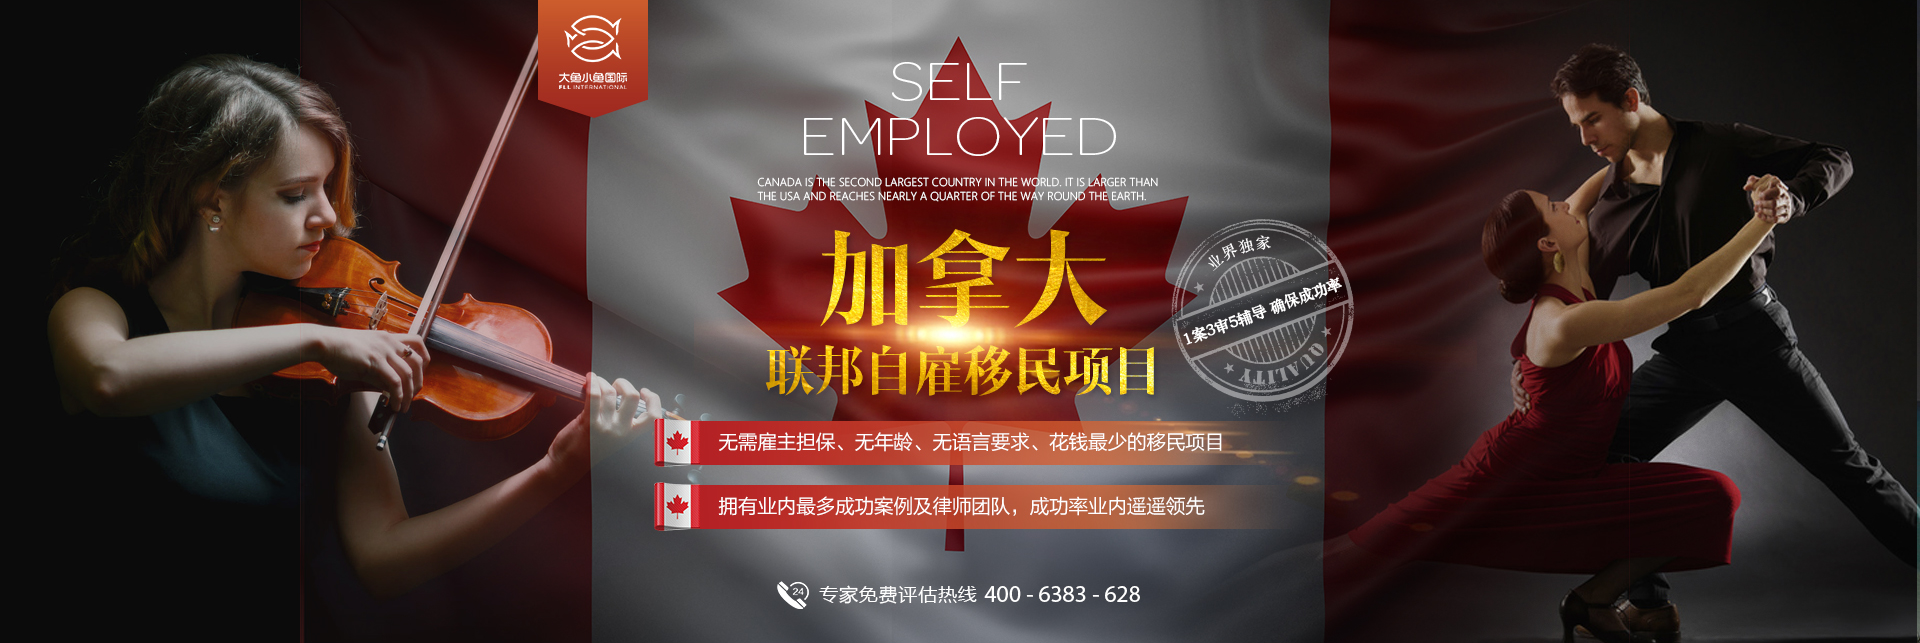 大鱼小鱼国际
FLL INTERNATIONAL
SELF
EMPLOYED
CANADA IS THE SECOND LARGEST COUNTRY IN THE WORLD. IT IS LARGER THAN
THE USA AND REACHES NEARLY A QUARTER OF THE WAY ROUND THE EARTH.
加拿大
联邦自雇移民项目
业界独家
1案3审5辅导 确保成功率
QUALITY
无需雇主担保、无年龄、无语言要求、花钱最少的移民项目
拥有业内最多成功案例及律师团队，成功率业内遥遥领先
24
专家免费评估热线 400 - 6383 - 628